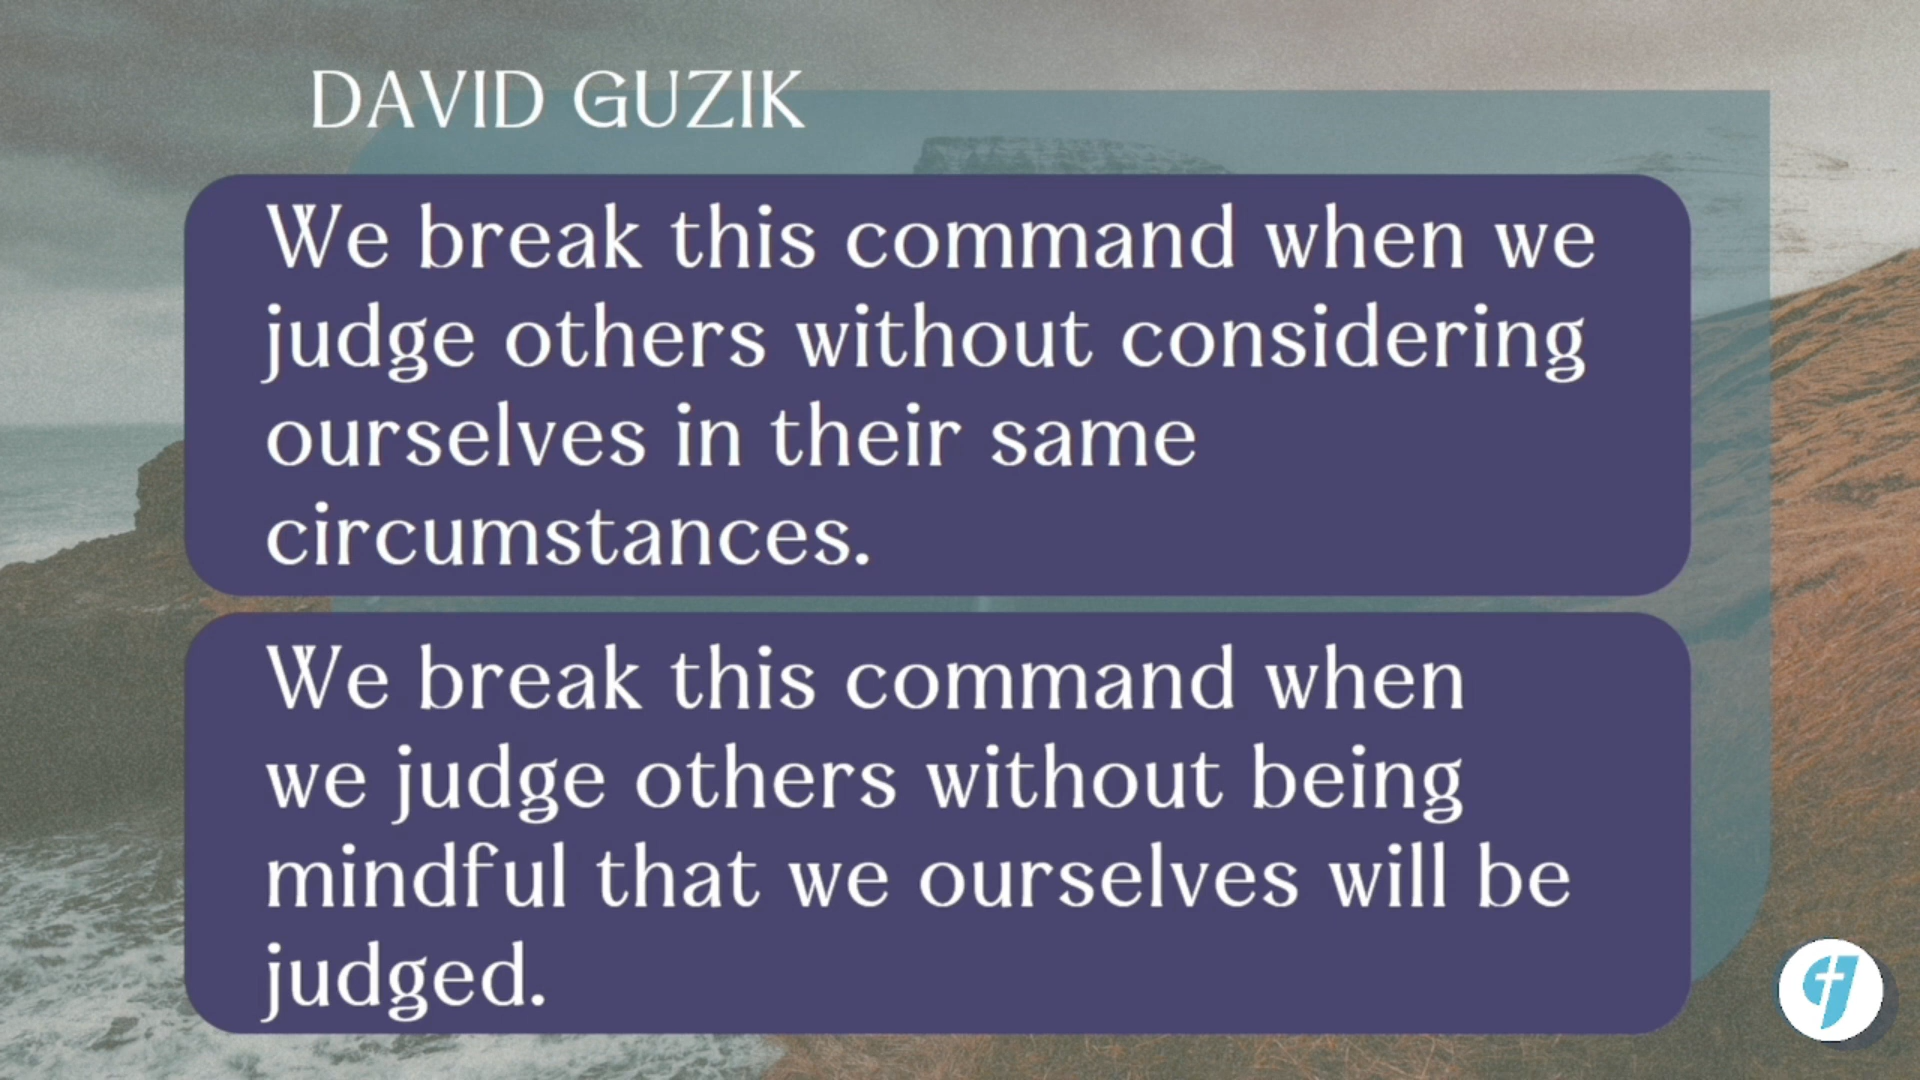 DAVID GUZIK
We break this command when we
judge others without considering
ourselves in their same
circumstances.
We break this command when
we judge others without being
mindful that we ourselves will be
judged.